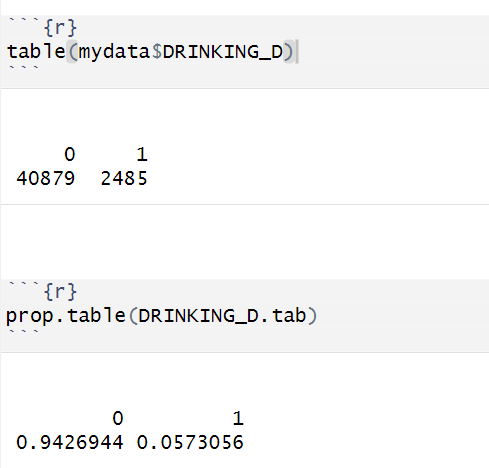 ```{r}
table(mydata$DRINKING_D)
```
0 1
40879 2485
```{r}
prop.table(DRINKING_D.tab)
```
0 1
0.9426944 0.0573056